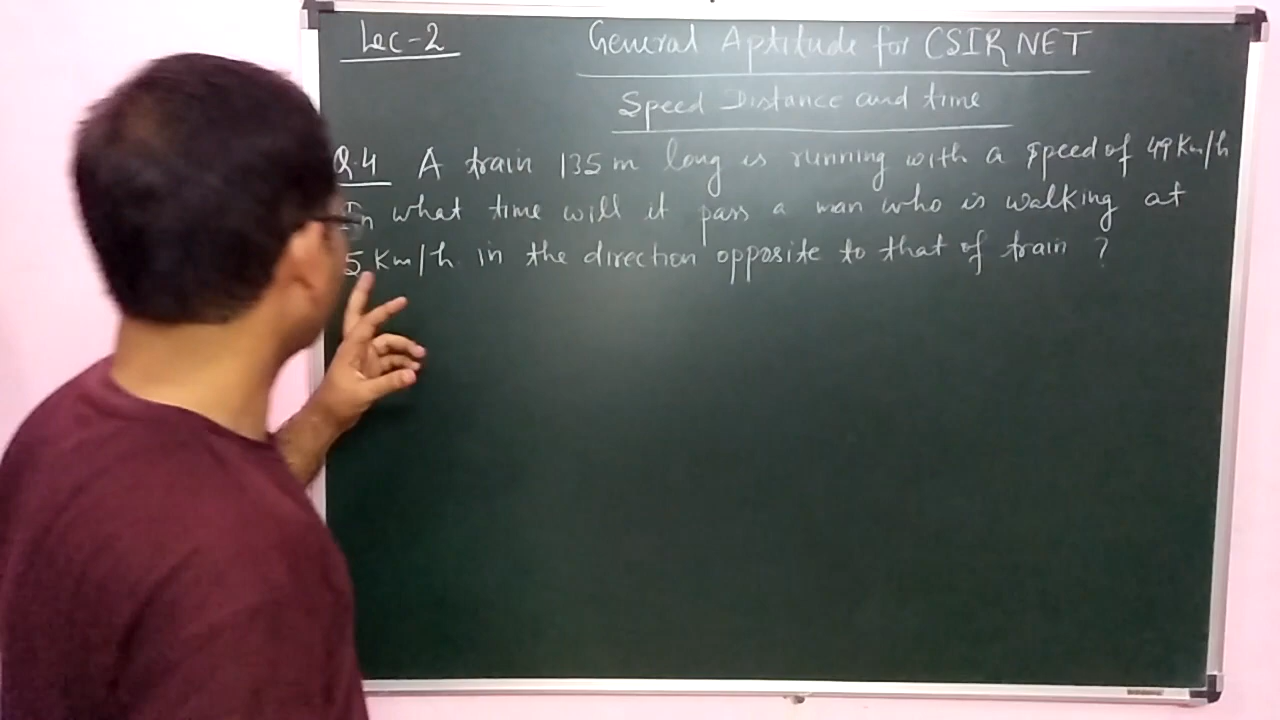 Lec-2
General Aptitude for CSIR NET
Speed Distance and time
Q.4 A train 135 m long is running with a speed of 49 Km/h
In what time will it pass a man who is walking at
5 Km/h in the direction opposite to that of train ?